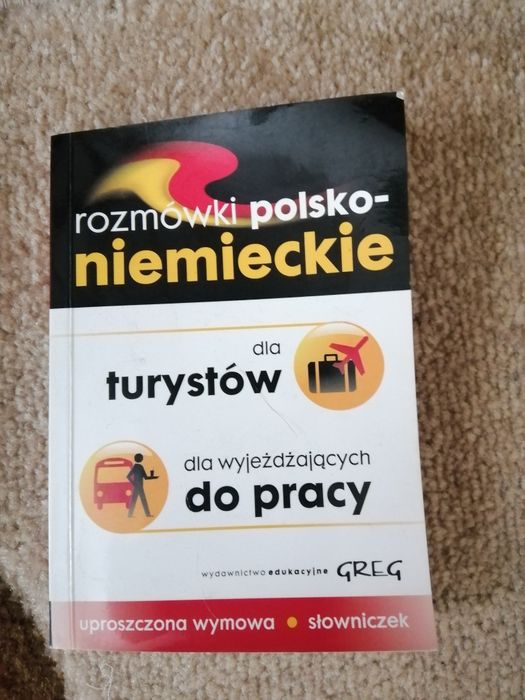 rozmówki polsko-
niemieckie
dla
turystów
dla wyjeżdżających
do pracy
wydawnictwo edukacyjne GREG
uproszczona wymowa • słowniczek